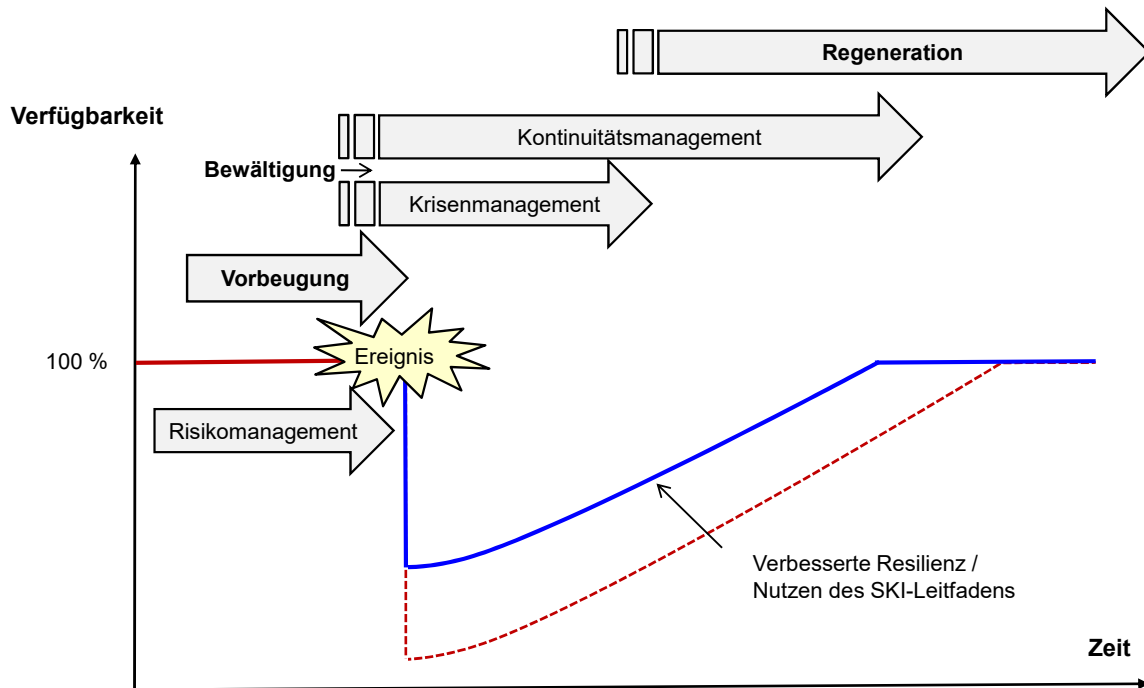 Regeneration
Verfügbarkeit
Kontinuitätsmanagement
Bewältigung
Krisenmanagement
Vorbeugung
100 %
Ereignis
Risikomanagement
Verbesserte Resilienz /
Nutzen des SKI-Leitfadens
Zeit